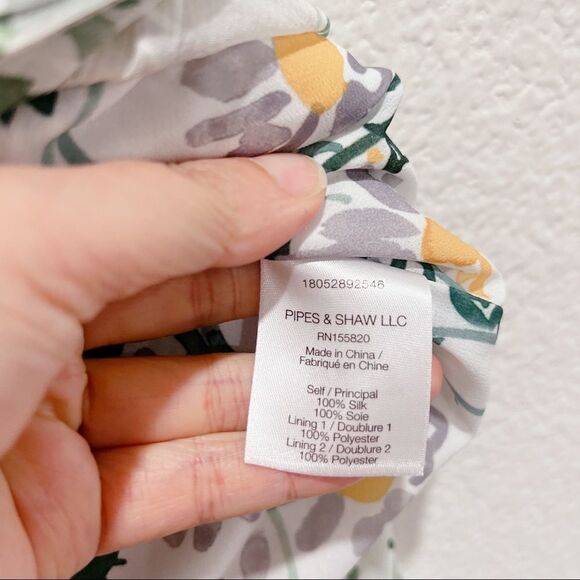 18052892546
PIPES & SHAW LLC
RN155820
Made in China /
Fabriqué en Chine
Self / Principal
100% Silk
100% Soie
Lining 1 / Doublure 1
100% Polyester
Lining 2 / Doublure 2
100% Polyester